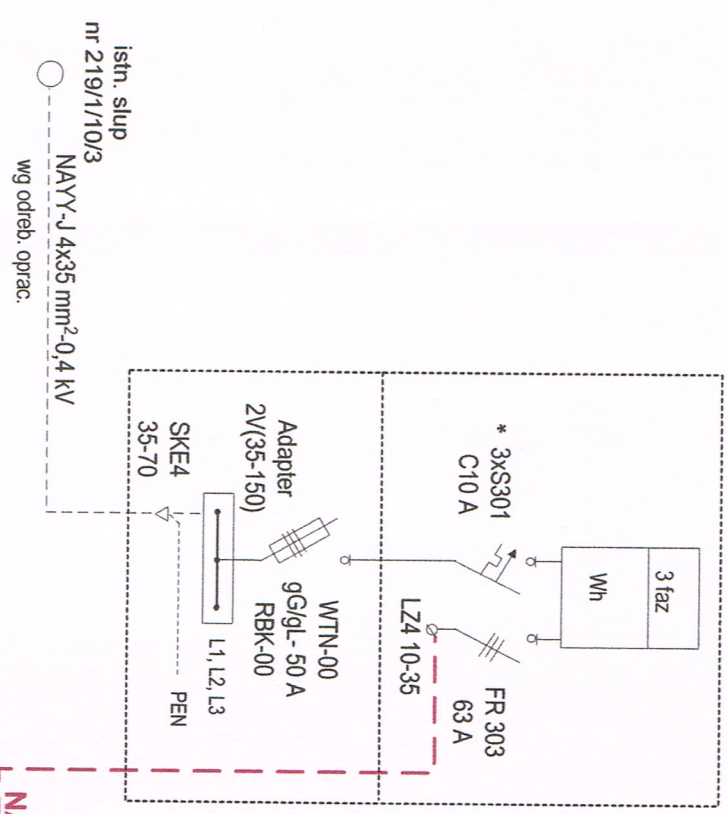 3 faz
Wh
* 3xS301
C10 A
FR 303
63 A
LZ4 10-35
Adapter
2V(35-150)
WTN-00
gG/gL- 50 A
RBK-00
SKE4
35-70
L1, L2, L3
PEN
istn. slup
nr 219/1/10/3
NAYY-J 4x35 mm²-0,4 kV
wg odreb. oprac.